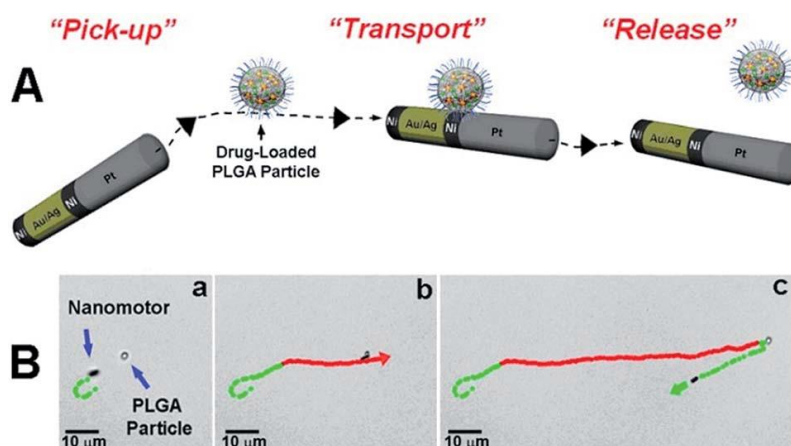 "Pick-up" "Transport" "Release"
A
Ni Au/Ag Ni Pt
Drug-Loaded
PLGA Particle
Ni Au/Ag Ni Pt
Ni Au/Ag Ni Pt
B
a
Nanomotor
PLGA
Particle
10 μm
b
10 μm
c
10 μm